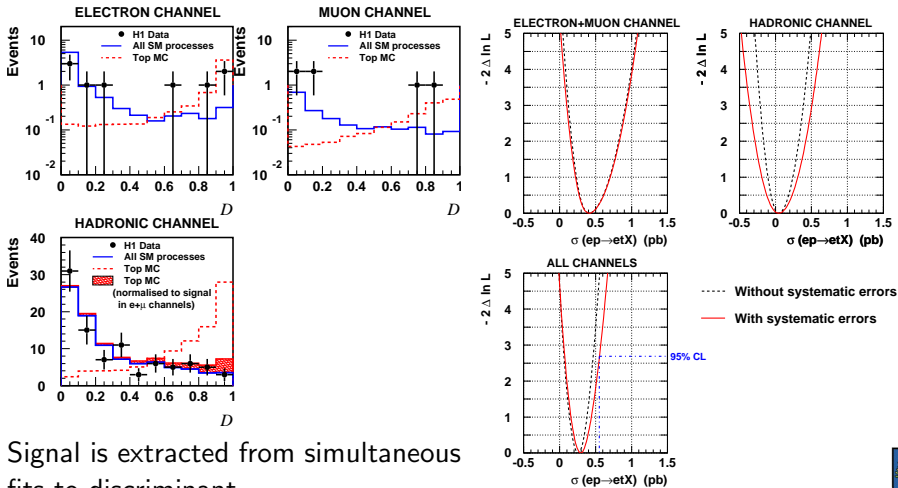 ELECTRON CHANNEL
Events
10
1
10 -1
10 -2
H1 Data
All SM processes
Top MC
0 0.2 0.4 0.6 0.8 1
D
MUON CHANNEL
Events
10
1
10 -1
10 -2
H1 Data
All SM processes
Top MC
0 0.2 0.4 0.6 0.8 1
D
HADRONIC CHANNEL
Events
40
30
20
10
0
H1 Data
All SM processes
Top MC
Top MC
(normalised to signal
in e+μ channels)
0 0.2 0.4 0.6 0.8 1
D
Signal is extracted from simultaneous
fits to discriminant
ELECTRON+MUON CHANNEL
- 2 Δ ln L
5
4
3
2
1
0
-0.5 0 0.5 1 1.5
σ (ep→etX) (pb)
HADRONIC CHANNEL
- 2 Δ ln L
5
4
3
2
1
0
-0.5 0 0.5 1 1.5
σ (ep→etX) (pb)
ALL CHANNELS
- 2 Δ ln L
5
4
3
2
1
0
-0.5 0 0.5 1 1.5
σ (ep→etX) (pb)
95% CL
Without systematic errors
With systematic errors